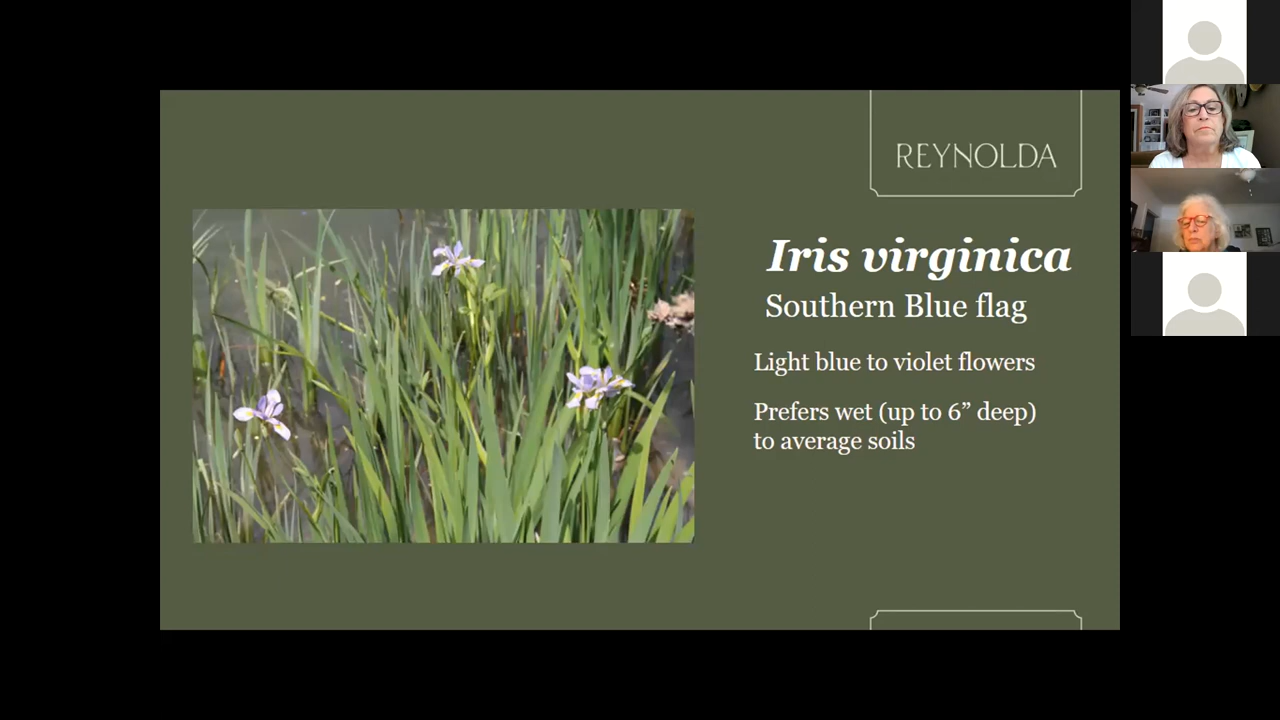 REYNOLDA
Iris virginica
Southern Blue flag
Light blue to violet flowers
Prefers wet (up to 6” deep)
to average soils